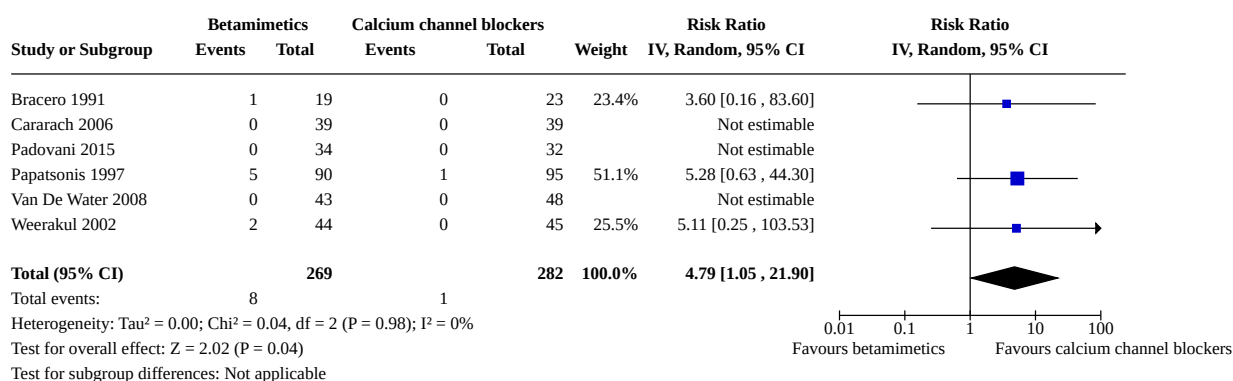 Betamimetics Calcium channel blockers Risk Ratio Risk Ratio
Study or Subgroup Events Total Events Total Weight IV, Random, 95% CI IV, Random, 95% CI
Bracero 1991 1 19 0 23 23.4% 3.60 [0.16 , 83.60]
Cararach 2006 0 39 0 39 Not estimable
Padovani 2015 0 34 0 32 Not estimable
Papatsonis 1997 5 90 1 95 51.1% 5.28 [0.63 , 44.30]
Van De Water 2008 0 43 0 48 Not estimable
Weerakul 2002 2 44 0 45 25.5% 5.11 [0.25 , 103.53]
Total (95% CI) 269 282 100.0% 4.79 [1.05 , 21.90]
Total events: 8 1
Heterogeneity: Tau² = 0.00; Chi² = 0.04, df = 2 (P = 0.98); I² = 0%
0.01 0.1 1 10 100
Test for overall effect: Z = 2.02 (P = 0.04)
Favours betamimetics Favours calcium channel blockers
Test for subgroup differences: Not applicable